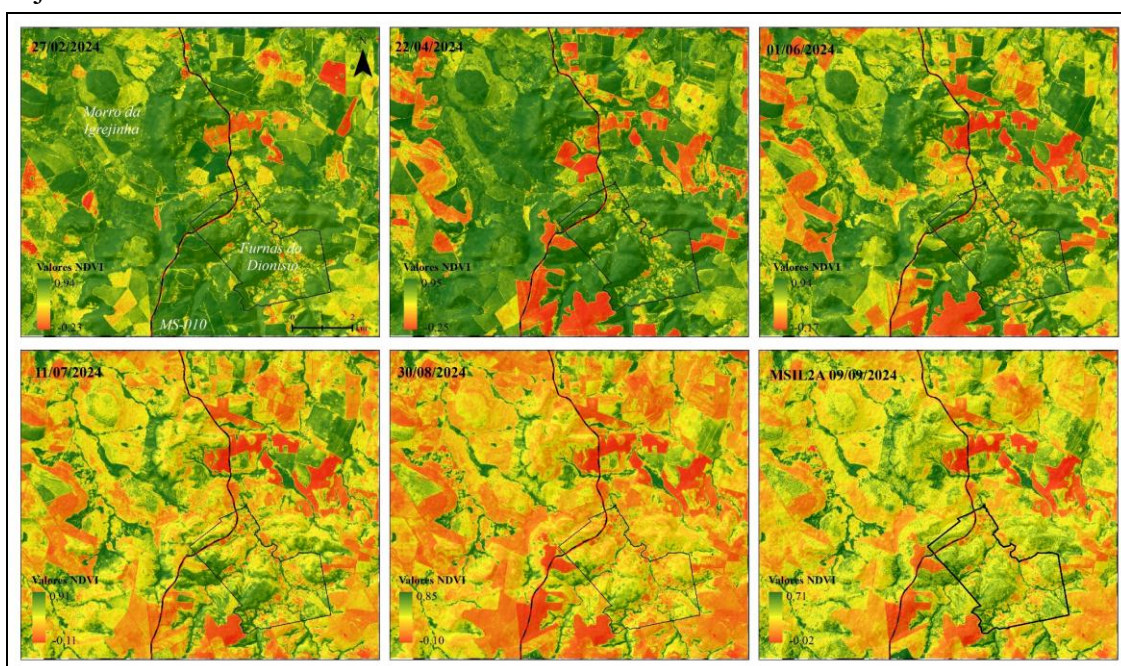 27/02/2024
Morro da
Igrejinha
Furnas do
Dionísio
Valores NDVI
0.94
-0.23
MS-010
0 2
22/04/2024
Valores NDVI
0.95
-0.25
01/06/2024
Valores NDVI
0.94
-0.17
11/07/2024
Valores NDVI
0.91
-0.11
30/08/2024
Valores NDVI
0.85
-0.10
MSIL2A 09/09/2024
Valores NDVI
0.71
-0.02